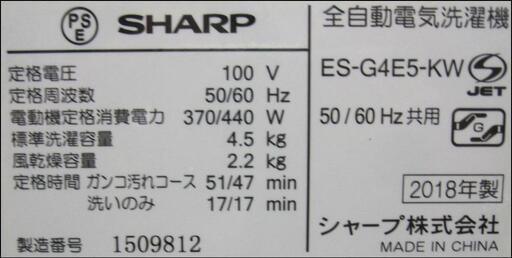 PS
E
SHARP
定格電圧 100 V
定格周波数 50/60 Hz
電動機定格消費電力 370/440 W
標準洗濯容量 4.5 kg
風乾燥容量 2.2 kg
定格時間 ガンコ汚れコース 51/47 min
洗いのみ 17/17 min
製造番号 1509812
全自動電気洗濯機
ES-G4E5-KW
S
JET
50/60Hz共用
G
2018年製
シャープ株式会社
MADE IN CHINA